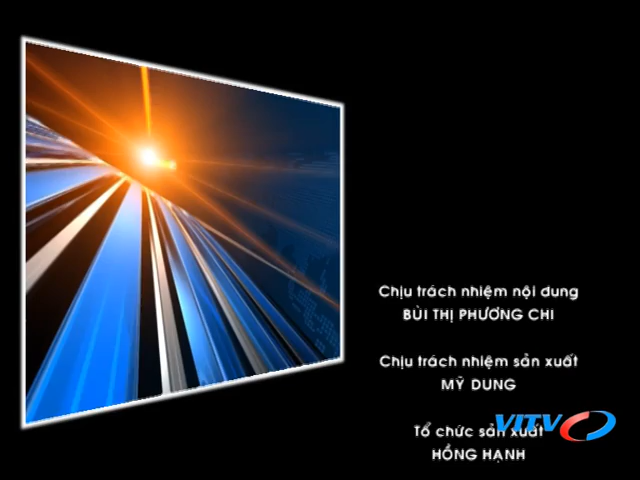 Chịu trách nhiệm nội dung
BÙI THỊ PHƯƠNG CHI
Chịu trách nhiệm sản xuất
MỸ DUNG
Tổ chức sản xuất
VITV
HỒNG HẠNH